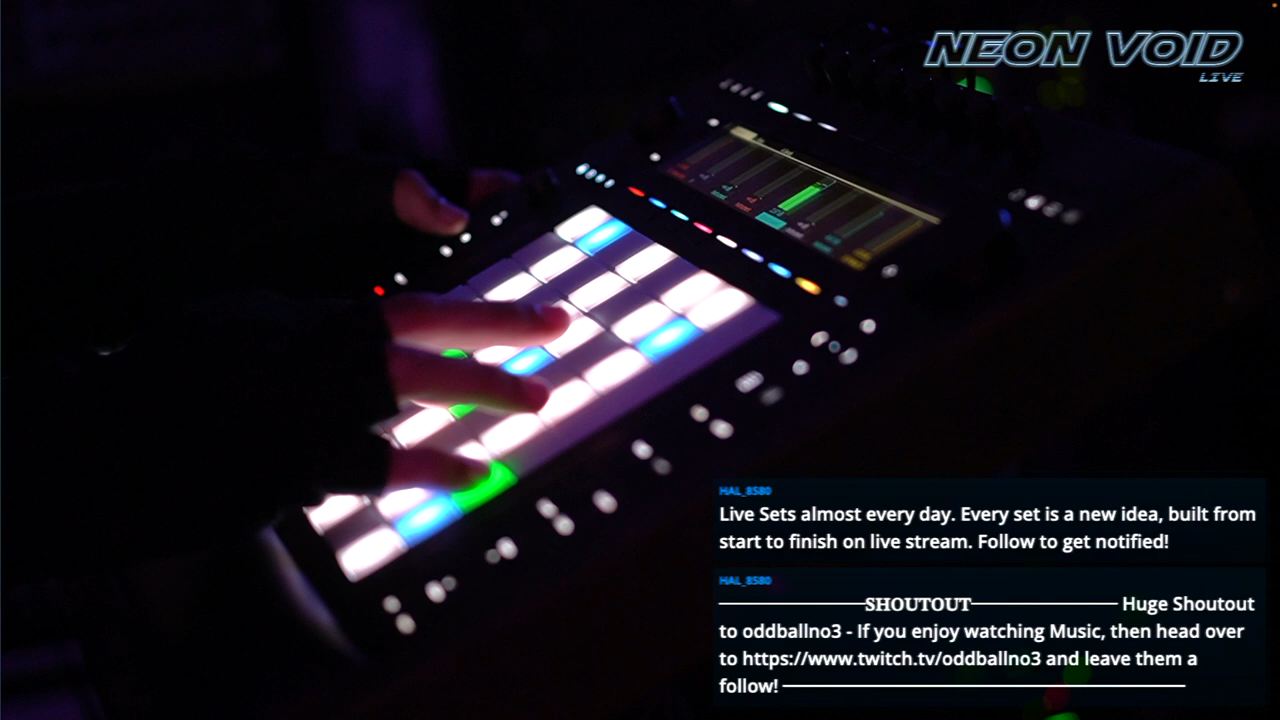 NEON VOID
LIVE
HAL_8580
Live Sets almost every day. Every set is a new idea, built from
start to finish on live stream. Follow to get notified!
HAL_8580
————————SHOUTOUT———————— Huge Shoutout
to oddballno3 - If you enjoy watching Music, then head over
to https://www.twitch.tv/oddballno3 and leave them a
follow! ——————————————————————